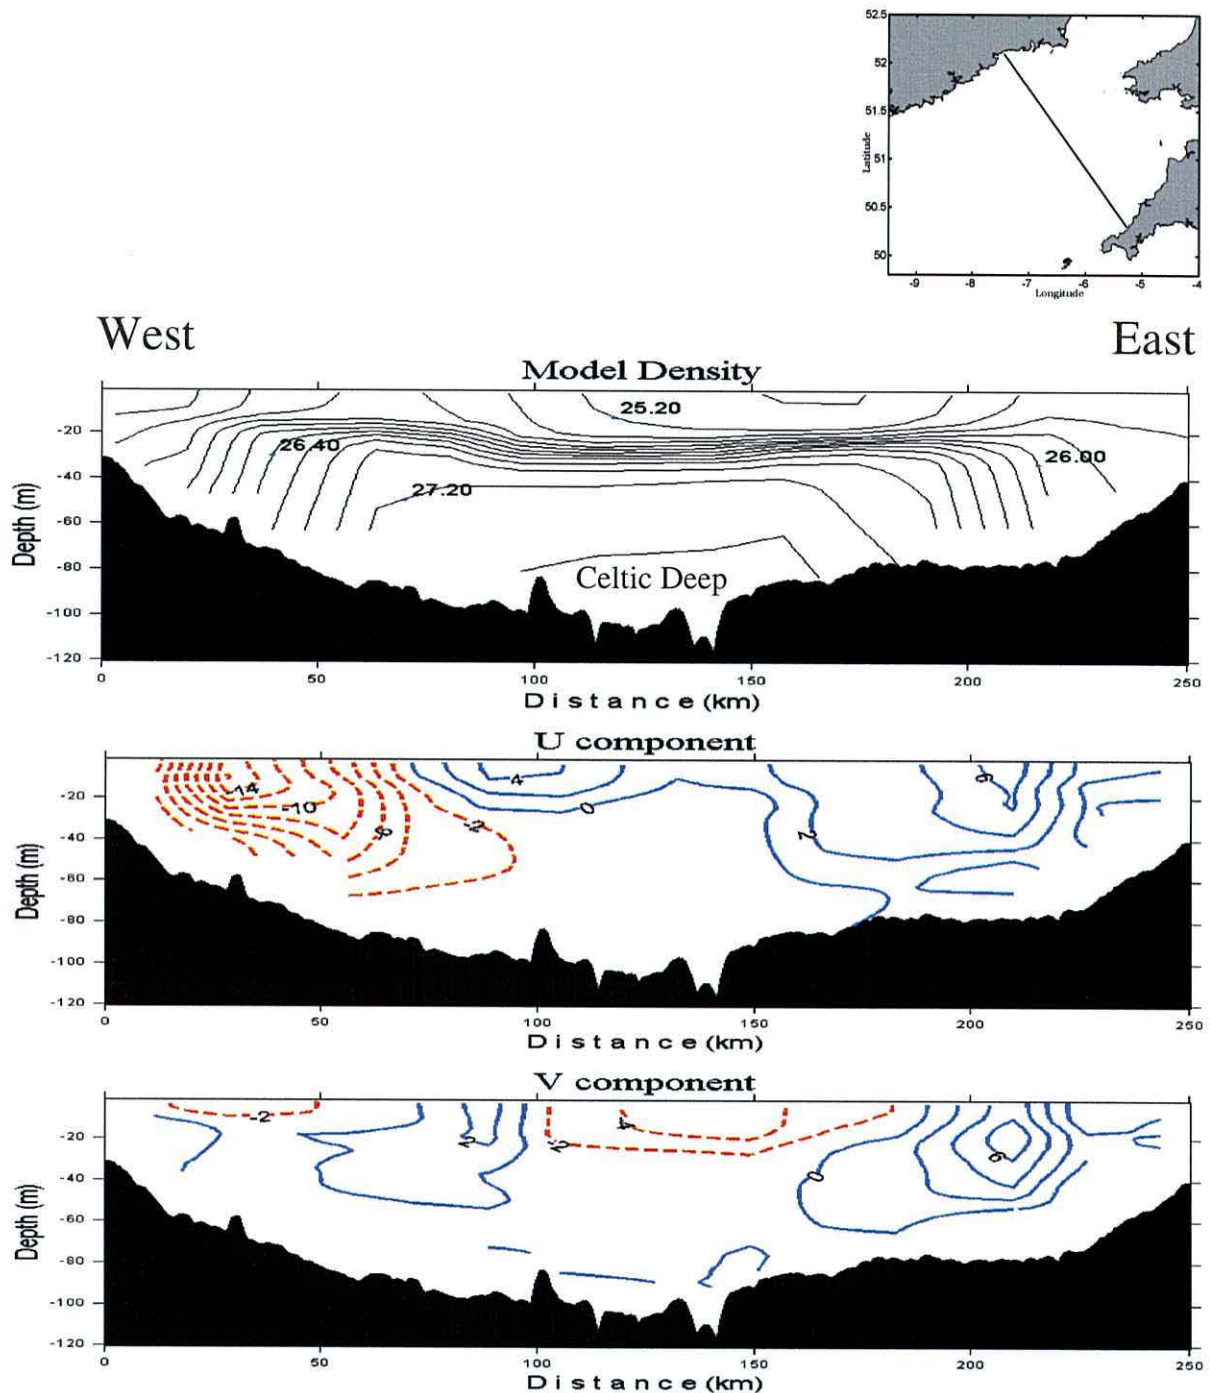 52.5
52
51.5
51
50.5
50
Latitude
-9 -8 -7 -6 -5 -4
Longitude
West East
Model Density
25.20
-20
26.40 26.00
-40
27.20
-60
-80
Celtic Deep
-100
-120
Depth (m)
0 50 100 150 200 250
Distance (km)
U component
-14 4 6
-20
-10 0
-6 -2 2
-40
-60
-80
-100
-120
Depth (m)
0 50 100 150 200 250
Distance (km)
V component
-2 -4
-20
2 -2 6
0
-40
-60
-80
-100
-120
Depth (m)
0 50 100 150 200 250
Distance (km)